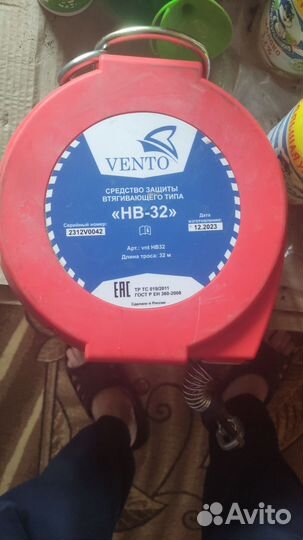 VENTO
СРЕДСТВО ЗАЩИТЫ
ВТЯГИВАЮЩЕГО ТИПА
«НВ-32»
Серийный номер:
2312V0042
Дата
изготовления:
12.2023
Арт.: vnt HB32
Длина троса: 32 м
ЕАС
ТР ТС 019/2011
ГОСТ Р ЕН 360-2008
Сделано в России
Avito